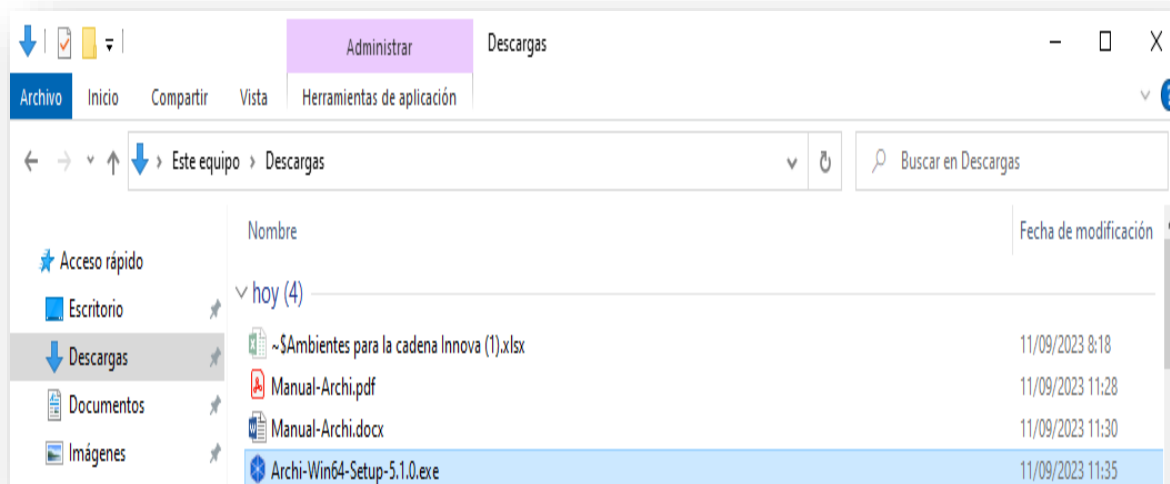 Administrar Descargas
Archivo Inicio Compartir Vista Herramientas de aplicación
Este equipo > Descargas Buscar en Descargas
Nombre Fecha de modificación
Acceso rápido
hoy (4)
Escritorio
~$Ambientes para la cadena Innova (1).xlsx 11/09/2023 8:18
Descargas
Manual-Archi.pdf 11/09/2023 11:28
Documentos
Manual-Archi.docx 11/09/2023 11:30
Imágenes
Archi-Win64-Setup-5.1.0.exe 11/09/2023 11:35